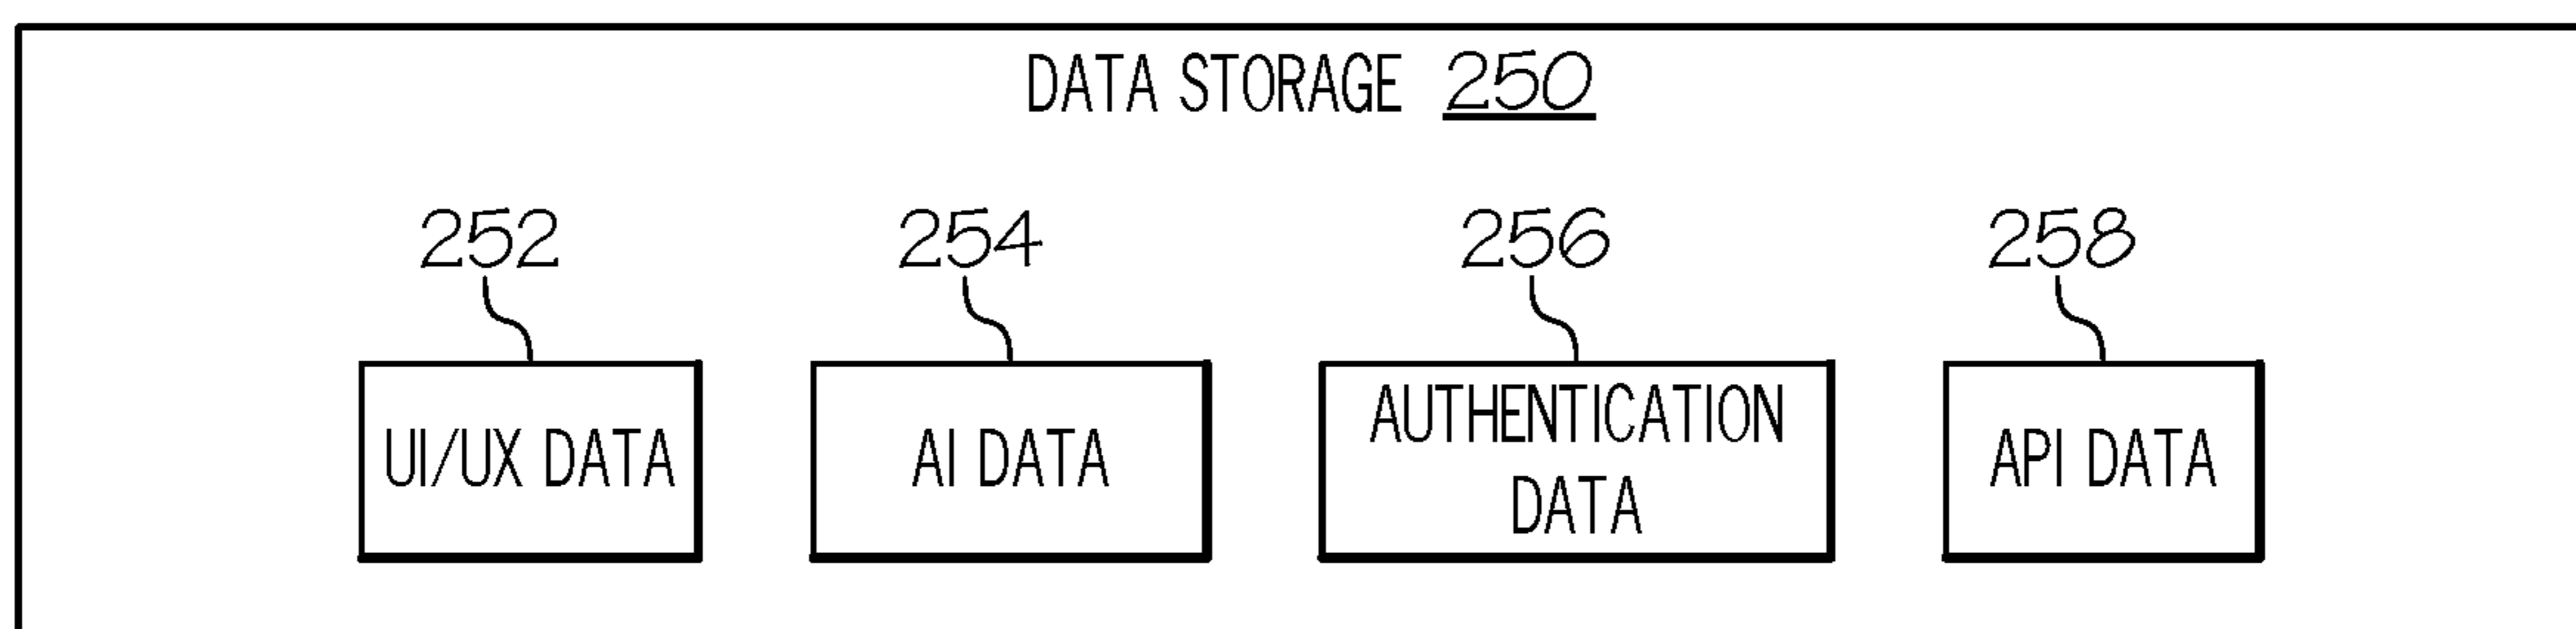 DATA STORAGE 250
252 254 256 258
UI/UX DATA
AI DATA
AUTHENTICATION
DATA
API DATA